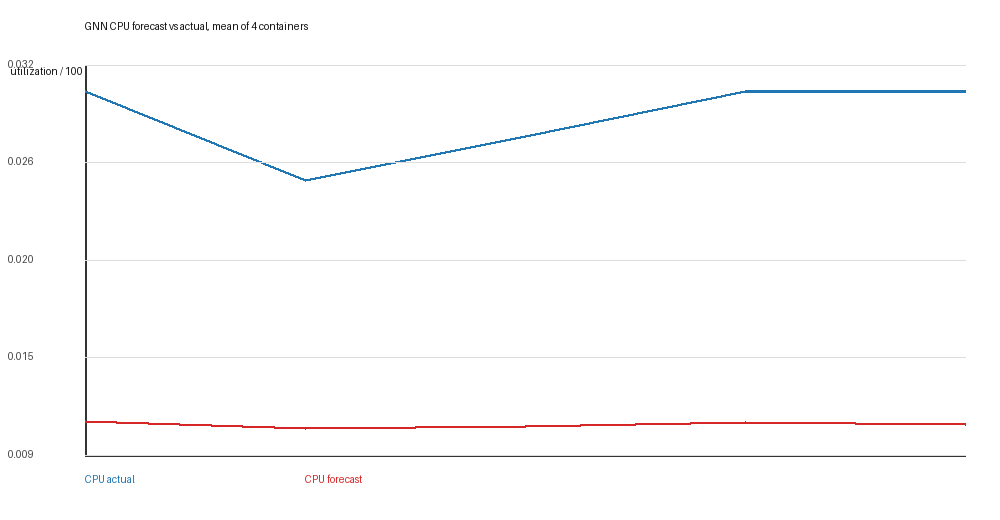 GNN CPU forecast vs actual, mean of 4 containers
0.032
utilization / 100
0.026
0.020
0.015
0.009
CPU actual
CPU forecast